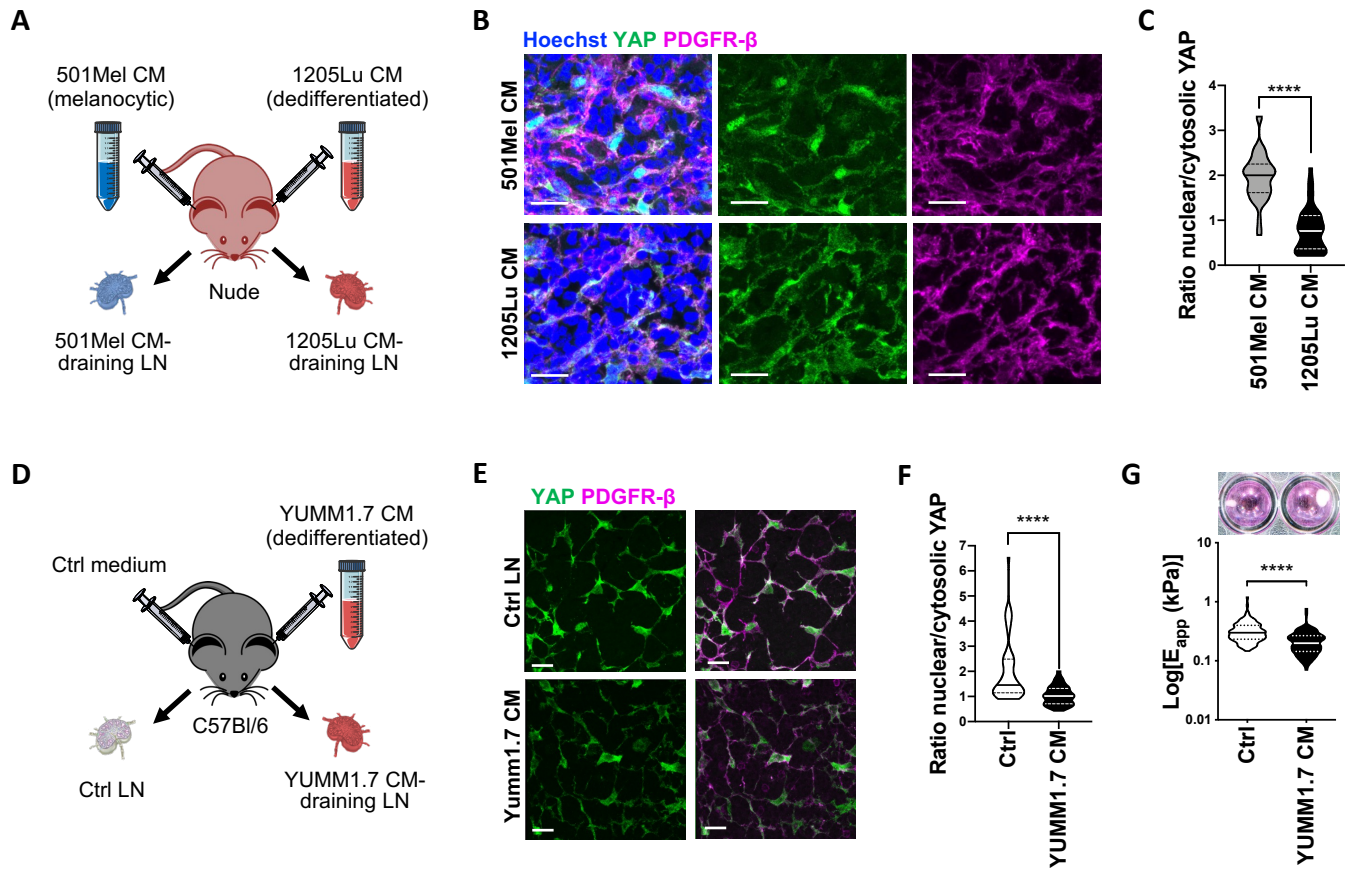 A
501Mel CM
(melanocytic)
1205Lu CM
(dedifferentiated)
Nude
501Mel CM-
draining LN
1205Lu CM-
draining LN
B
Hoechst YAP PDGFR-β
501Mel CM
1205Lu CM
C
Ratio nuclear/cytosolic YAP
****
4
3
2
1
0
501Mel CM
1205Lu CM
D
Ctrl medium
YUMM1.7 CM
(dedifferentiated)
C57Bl/6
Ctrl LN
YUMM1.7 CM-
draining LN
E
YAP PDGFR-β
Ctrl LN
Yumm1.7 CM
F
Ratio nuclear/cytosolic YAP
****
7
6
5
4
3
2
1
0
Ctrl
YUMM1.7 CM
G
Log[Eapp (kPa)]
****
10
1
0.1
0.01
Ctrl
YUMM1.7 CM